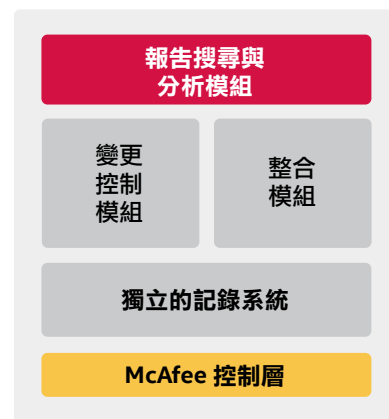 報告搜尋與
分析模組
變更
控制
模組
整合
模組
獨立的記錄系統
McAfee 控制層